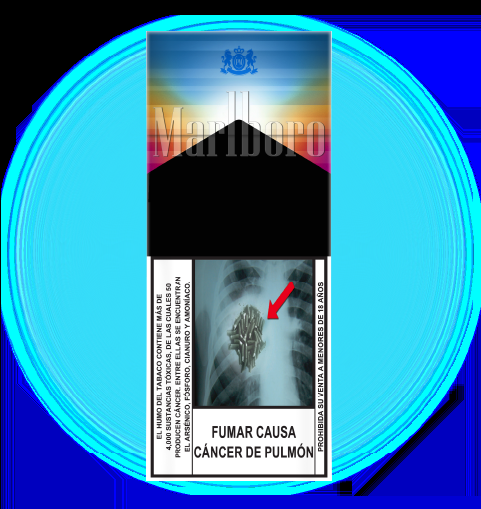 Marlboro
EL HUMO DEL TABACO CONTIENE MÁS DE
4,000 SUSTANCIAS TÓXICAS, DE LAS CUALES 50
PRODUCEN CÁNCER. ENTRE ELLAS SE ENCUENTRAN
EL ARSÉNICO, FÓSFORO, CIANURO Y AMONÍACO.
FUMAR CAUSA
CÁNCER DE PULMÓN
PROHIBIDA SU VENTA A MENORES DE 18 AÑOS